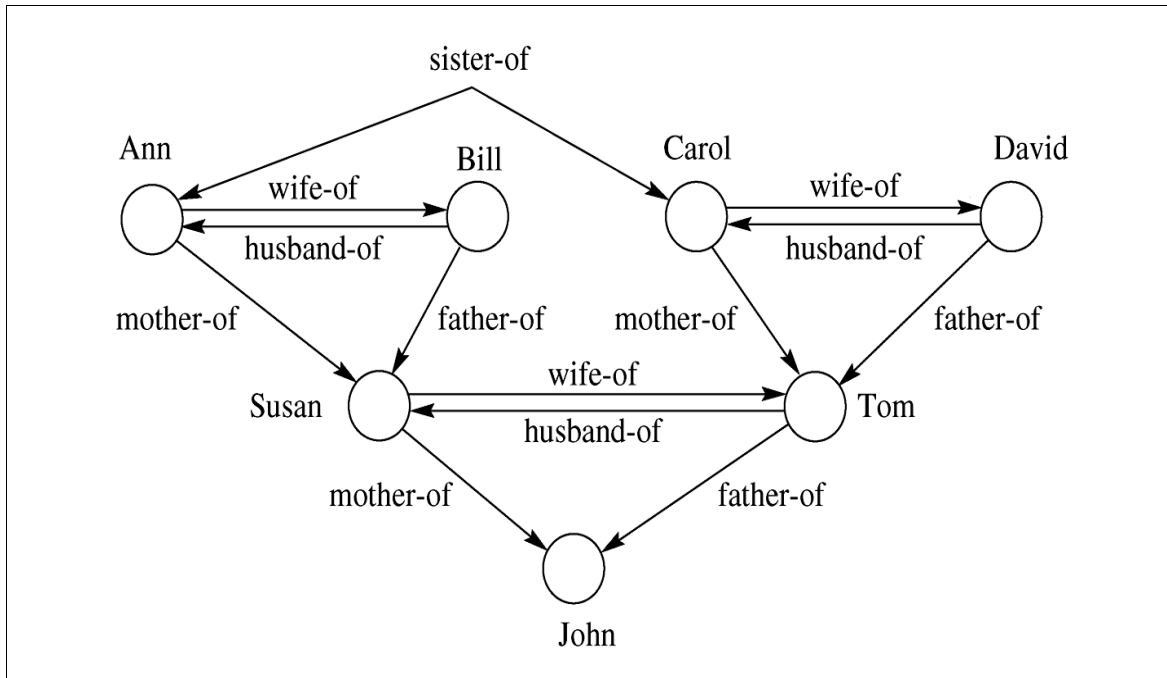 sister-of
Ann
Bill
Carol
David
wife-of
husband-of
wife-of
husband-of
mother-of
father-of
mother-of
father-of
Susan
wife-of
husband-of
Tom
mother-of
father-of
John